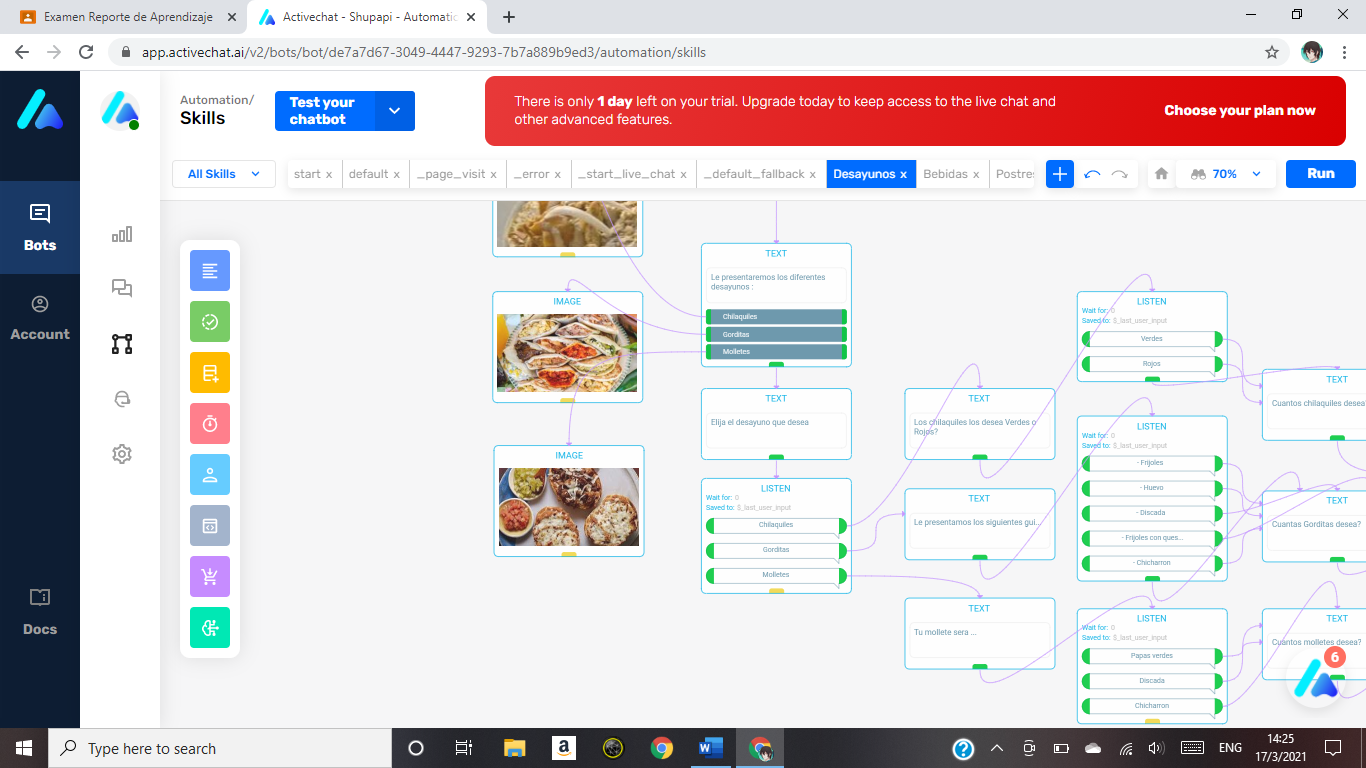 Examen Reporte de Aprendizaje
Activechat - Shupapi - Automatic
app.activechat.ai/v2/bots/bot/de7a7d67-3049-4447-9293-7b7a889b9ed3/automation/skills
Automation/
Skills
Test your
chatbot
There is only 1 day left on your trial. Upgrade today to keep access to the live chat and
other advanced features.
Choose your plan now
All Skills
start x
default x
_page_visit x
_error x
_start_live_chat x
_default_fallback x
Desayunos x
Bebidas x
Postres
70%
Run
Bots
Account
Docs
IMAGE
IMAGE
TEXT
Le presentaremos los diferentes
desayunos :
Chilaquiles
Gorditas
Molletes
TEXT
Elija el desayuno que desea
LISTEN
Wait for: 0
Saved to: $_last_user_input
Chilaquiles
Gorditas
Molletes
TEXT
Los chilaquiles los desea Verdes o
Rojos?
TEXT
Le presentamos los siguientes gui...
TEXT
Tu mollete sera ...
LISTEN
Wait for: 0
Saved to: $_last_user_input
Verdes
Rojos
LISTEN
Wait for: 0
Saved to: $_last_user_input
- Frijoles
- Huevo
- Discada
- Frijoles con ques...
- Chicharron
LISTEN
Wait for: 0
Saved to: $_last_user_input
Papas verdes
Discada
Chicharron
TEXT
Cuantos chilaquiles desea?
TEXT
Cuantas Gorditas desea?
TEXT
Cuantos molletes desea?
6
Type here to search
ENG
14:25
17/3/2021